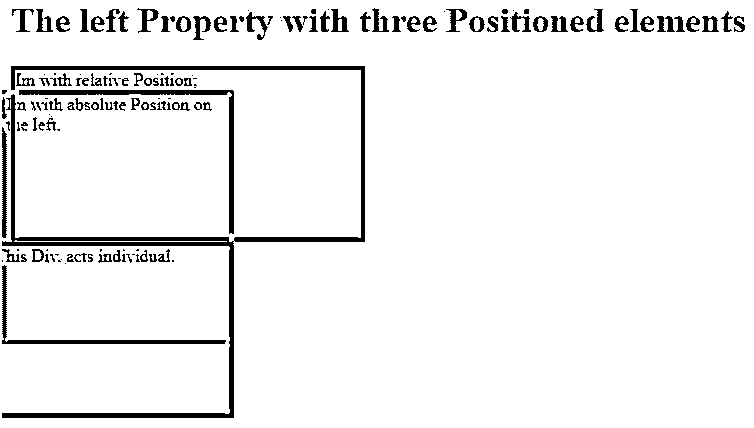 The left Property with three Positioned elements
Im with relative Position;
Im with absolute Position on
the left.
his Div. acts individual.